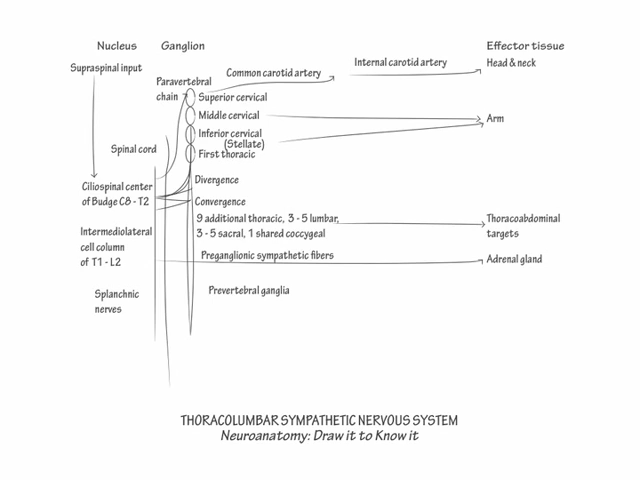 Nucleus Ganglion Effector tissue
Supraspinal input
Internal carotid artery
Head & neck
Common carotid artery
Paravertebral
chain
Superior cervical
Middle cervical
Arm
Inferior cervical
(Stellate)
First thoracic
Spinal cord
Divergence
Ciliospinal center
of Budge C8 - T2
Convergence
9 additional thoracic, 3 - 5 lumbar,
3 - 5 sacral, 1 shared coccygeal
Thoracoabdominal
targets
Intermediolateral
cell column
of T1 - L2
Preganglionic sympathetic fibers
Adrenal gland
Splanchnic
nerves
Prevertebral ganglia
THORACOLUMBAR SYMPATHETIC NERVOUS SYSTEM
Neuroanatomy: Draw it to Know it